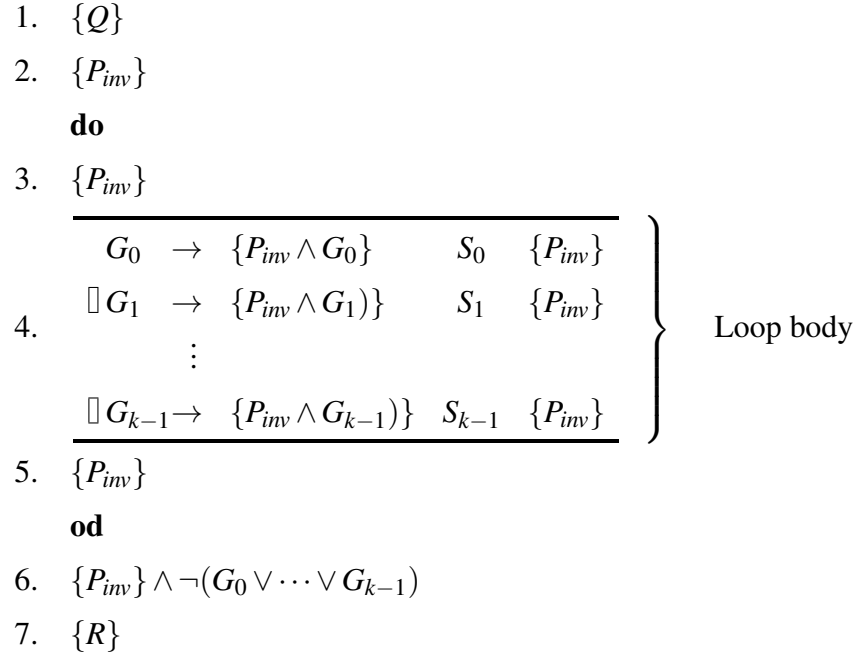 1. {Q}
2. {P_inv}
do
3. {P_inv}
G_0 → {P_inv ∧ G_0} S_0 {P_inv}
▯ G_1 → {P_inv ∧ G_1)} S_1 {P_inv}
4. ⋮ Loop body
▯ G_{k−1} → {P_inv ∧ G_{k−1})} S_{k−1} {P_inv}
5. {P_inv}
od
6. {P_inv} ∧ ¬(G_0 ∨ ⋯ ∨ G_{k−1})
7. {R}